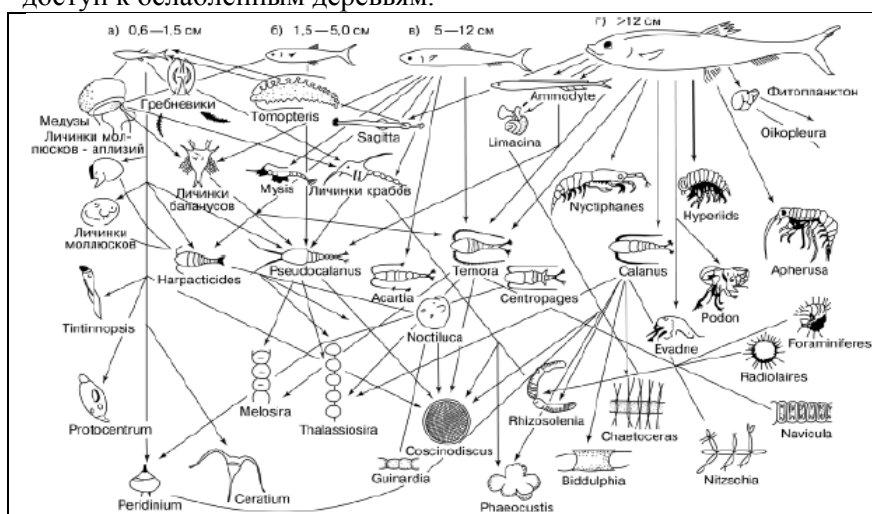 доступ к ослабленным деревьям.
а) 0,6—1,5 см
б) 1,5—5,0 см
в) 5—12 см
г) >12 см
Медузы
Гребневики
Tomopteris
Sagitta
Ammodyte
Limacina
Фитопланктон
Oikopleura
Личинки мол-
люсков - аплизий
Личинки
баланусов
Mysis
Личинки крабов
Nyctiphanes
Hyperiids
Личинки
моллюсков
Harpacticides
Pseudocalanus
Acartia
Temora
Centropages
Calanus
Apherusa
Podon
Tintinnopsis
Noctiluca
Evadne
Foraminiferes
Radiolaires
Protocentrum
Melosira
Thalassiosira
Coscinodiscus
Rhizosolenia
Chaetoceras
Navicula
Guinardia
Biddulphia
Nitzschia
Peridinium
Ceratium
Phaeocustis